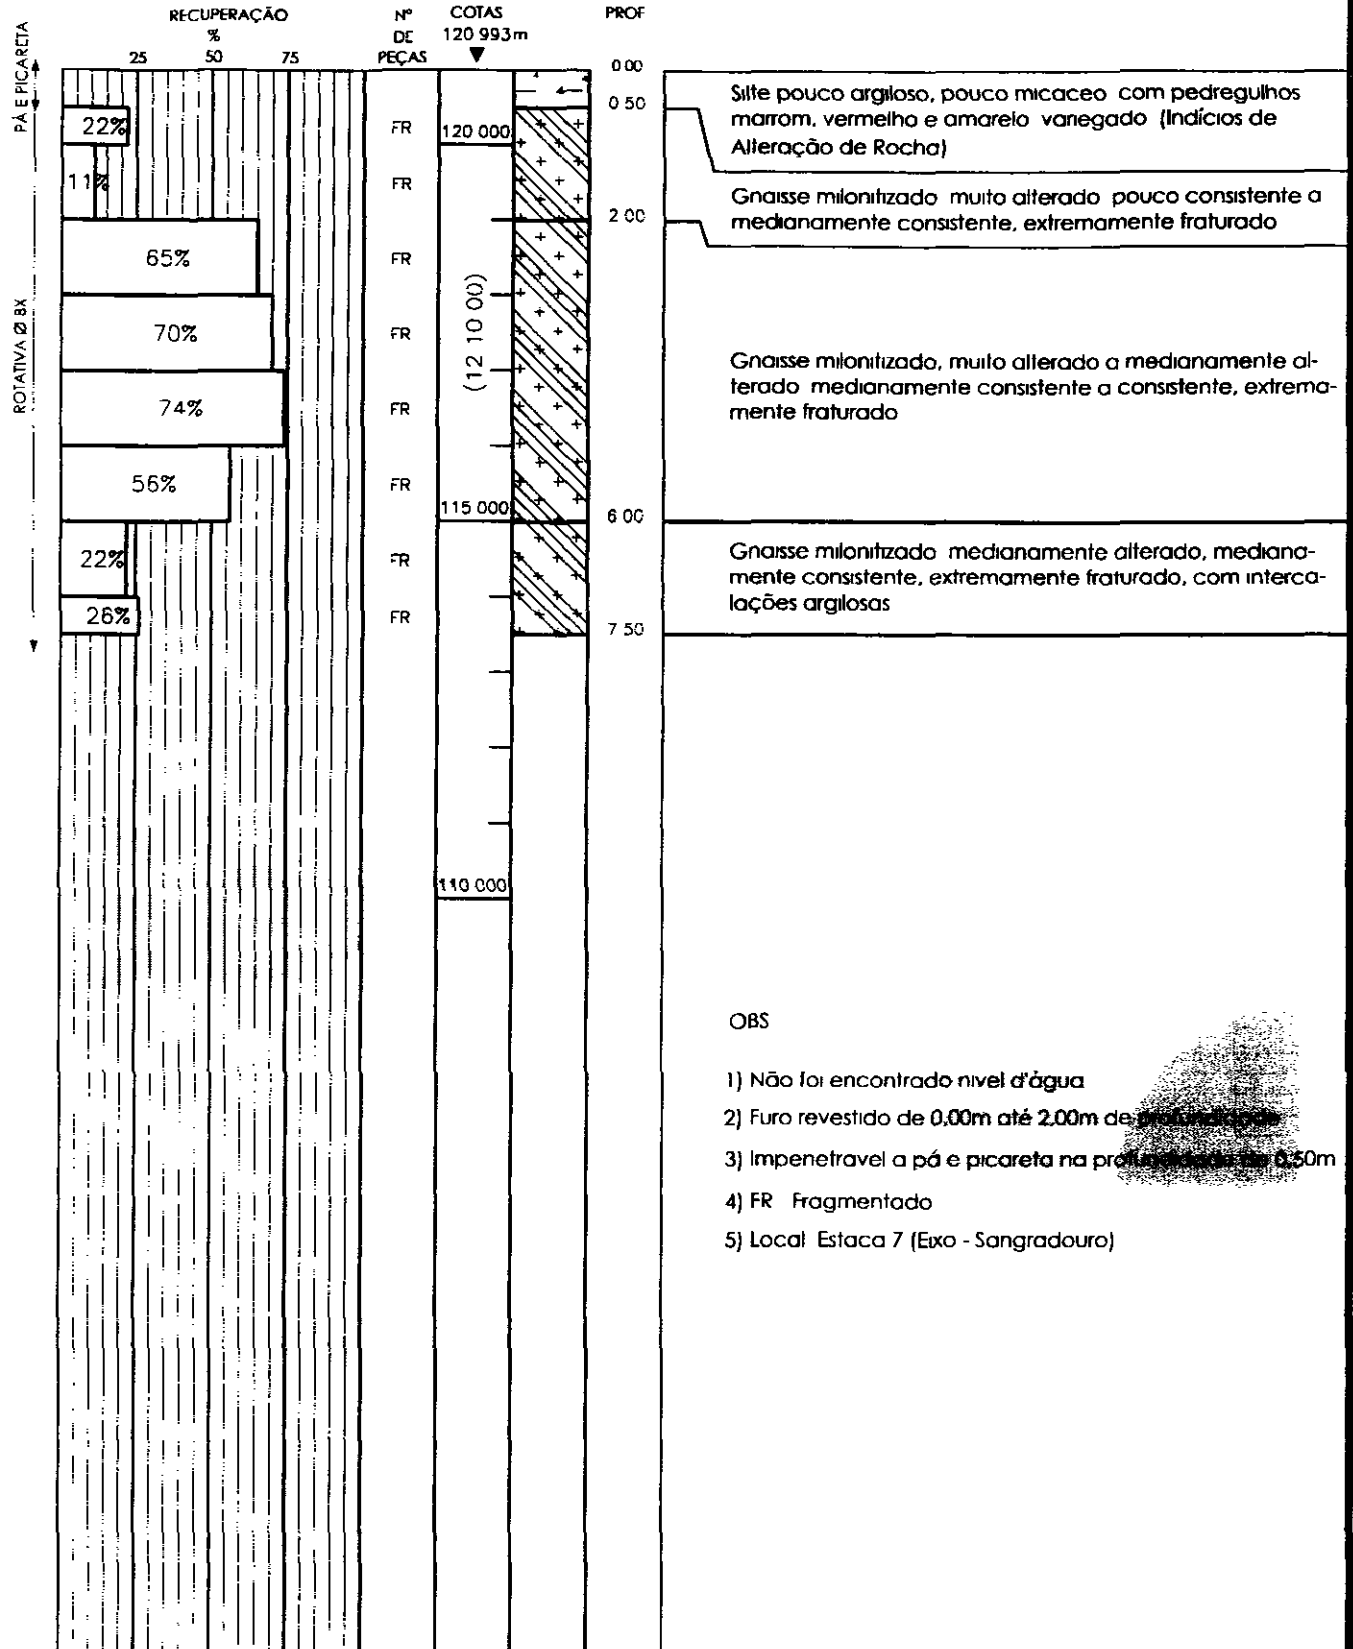 RECUPERAÇÃO
%
25 50 75
Nº
DE
PEÇAS
COTAS
120 993m
PROF
PÁ E PICARETA
ROTATIVA Ø BX
0 00
0 50
Silte pouco argiloso, pouco micaceo com pedregulhos
marrom, vermelho e amarelo variegado (Indícios de
Alteração de Rocha)
22% FR 120 000
11% FR
Gnaisse milonitizado muito alterado pouco consistente a
medianamente consistente, extremamente fraturado
2 00
65% FR
(12 10 00)
70% FR
Gnaisse milonitizado, muito alterado a medianamente al-
terado medianamente consistente a consistente, extrema-
mente fraturado
74% FR
56% FR
115 000
6 00
22% FR
Gnaisse milonitizado medianamente alterado, mediana-
mente consistente, extremamente fraturado, com interca-
lações argilosas
26% FR
7 50
110 000
OBS
1) Não foi encontrado nivel d'água
2) Furo revestido de 0,00m até 2,00m de profundidade
3) Impenetravel a pá e picareta na profundidade de 0,50m
4) FR Fragmentado
5) Local Estaca 7 (Eixo - Sangradouro)